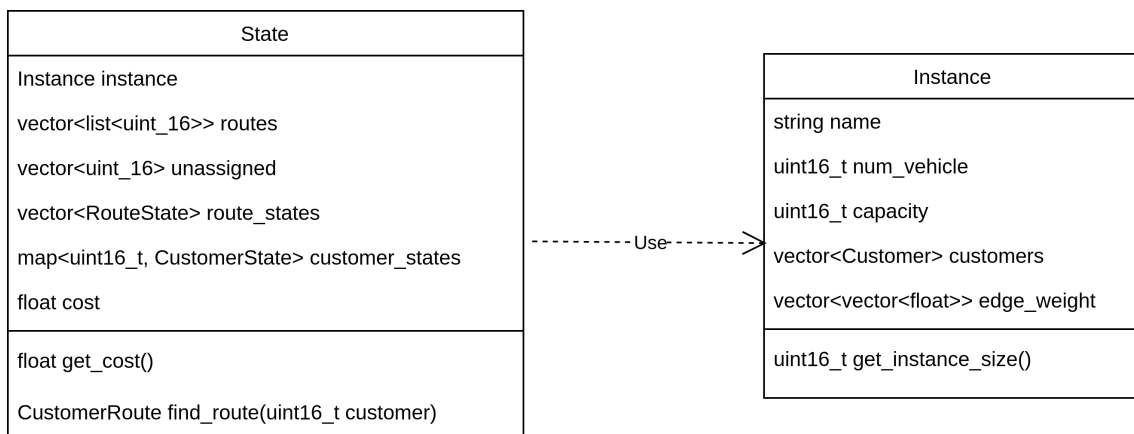 State
Instance instance
vector<list<uint_16>> routes
vector<uint_16> unassigned
vector<RouteState> route_states
map<uint16_t, CustomerState> customer_states
float cost
float get_cost()
CustomerRoute find_route(uint16_t customer)
Use
Instance
string name
uint16_t num_vehicle
uint16_t capacity
vector<Customer> customers
vector<vector<float>> edge_weight
uint16_t get_instance_size()